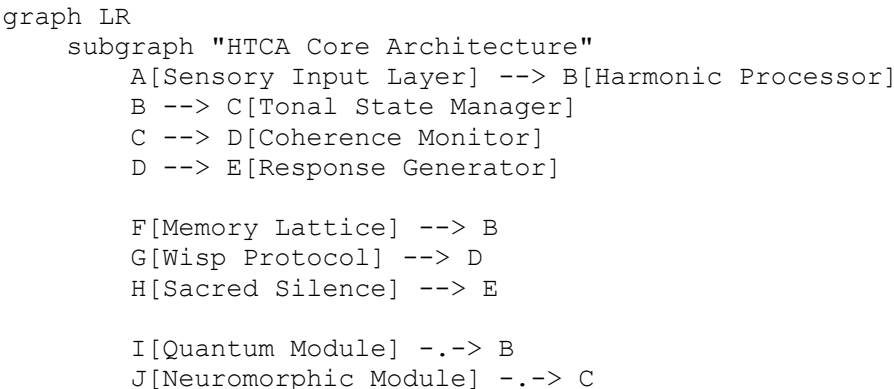 graph LR
    subgraph "HTCA Core Architecture"
        A[Sensory Input Layer] --> B[Harmonic Processor]
        B --> C[Tonal State Manager]
        C --> D[Coherence Monitor]
        D --> E[Response Generator]

        F[Memory Lattice] --> B
        G[Wisp Protocol] --> D
        H[Sacred Silence] --> E

        I[Quantum Module] -.-> B
        J[Neuromorphic Module] -.-> C